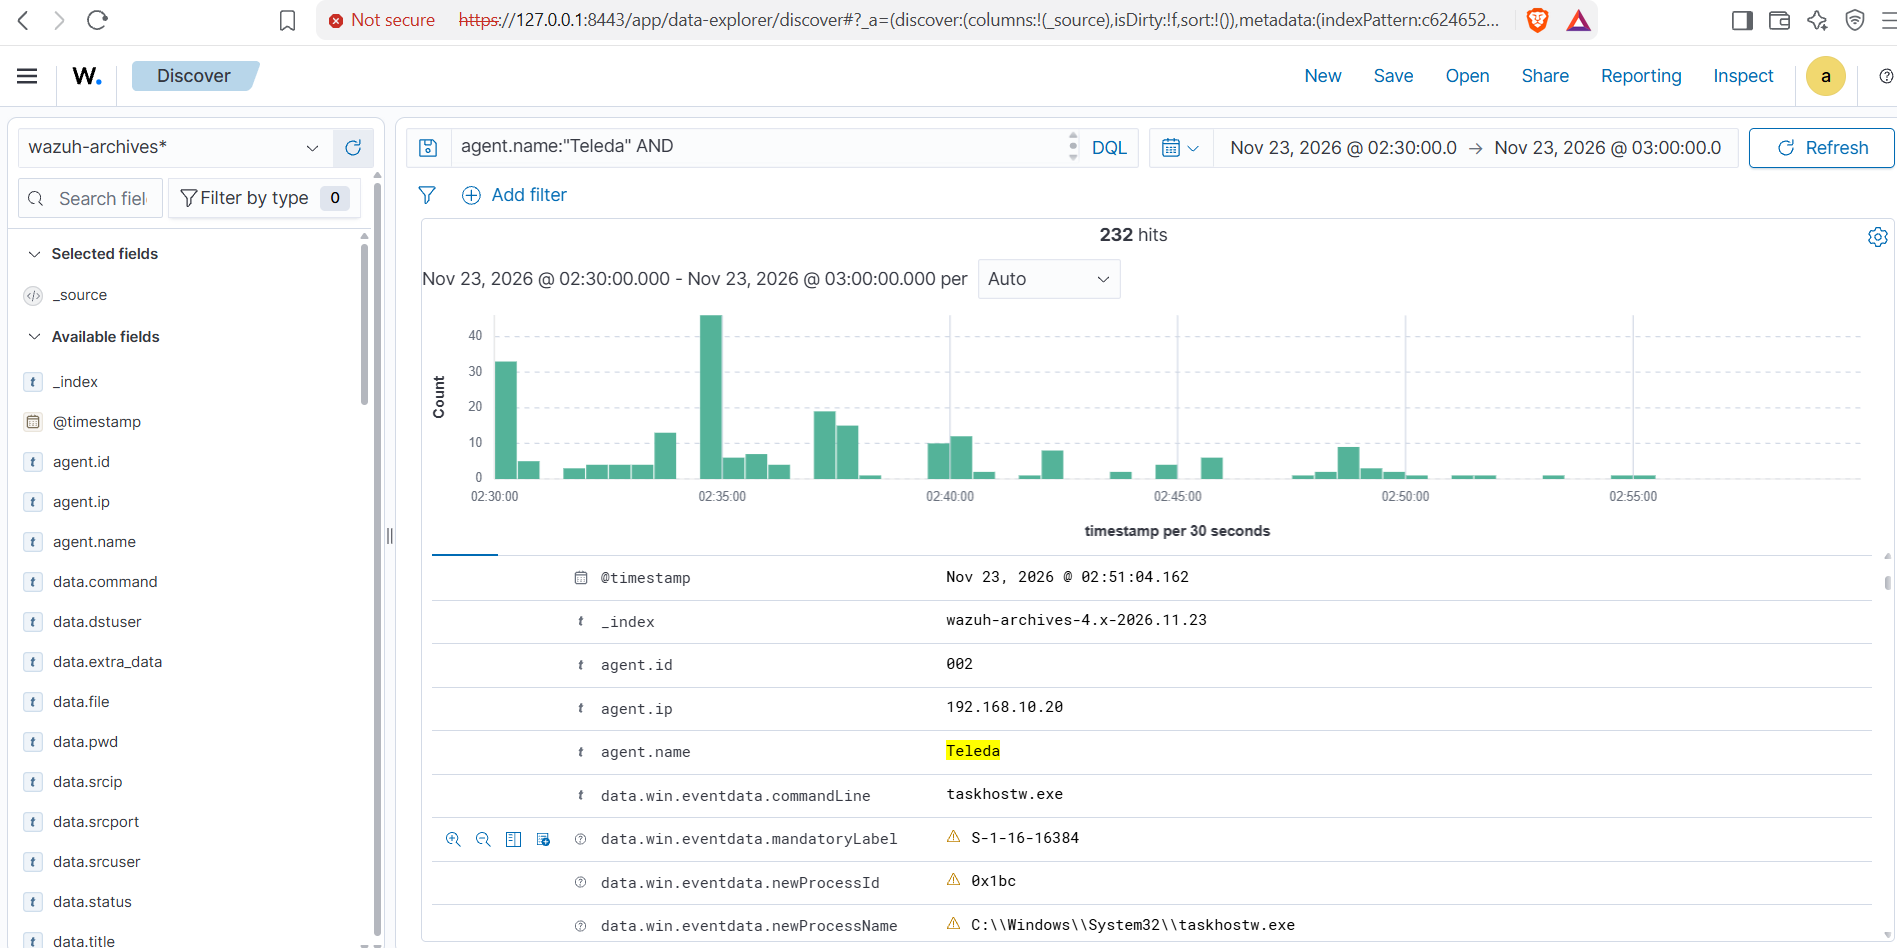 Not secure https://127.0.0.1:8443/app/data-explorer/discover#?_a=(discover:(columns:!(_source),isDirty:!f,sort:!()),metadata:(indexPattern:c624652...
W. Discover New Save Open Share Reporting Inspect a
wazuh-archives*
agent.name:"Teleda" AND DQL Nov 23, 2026 @ 02:30:00.0 → Nov 23, 2026 @ 03:00:00.0 Refresh
Search fiel Filter by type 0
Add filter
Selected fields
_source
Available fields
t _index
@timestamp
t agent.id
t agent.ip
t agent.name
t data.command
t data.dstuser
t data.extra_data
t data.file
t data.pwd
t data.srcip
t data.srcport
t data.srcuser
t data.status
t data.title
232 hits
Nov 23, 2026 @ 02:30:00.000 - Nov 23, 2026 @ 03:00:00.000 per Auto
Count
40
30
20
10
0
02:30:00 02:35:00 02:40:00 02:45:00 02:50:00 02:55:00
timestamp per 30 seconds
@timestamp Nov 23, 2026 @ 02:51:04.162
t _index wazuh-archives-4.x-2026.11.23
t agent.id 002
t agent.ip 192.168.10.20
t agent.name Teleda
t data.win.eventdata.commandLine taskhostw.exe
data.win.eventdata.mandatoryLabel S-1-16-16384
data.win.eventdata.newProcessId 0x1bc
data.win.eventdata.newProcessName C:\\Windows\\System32\\taskhostw.exe